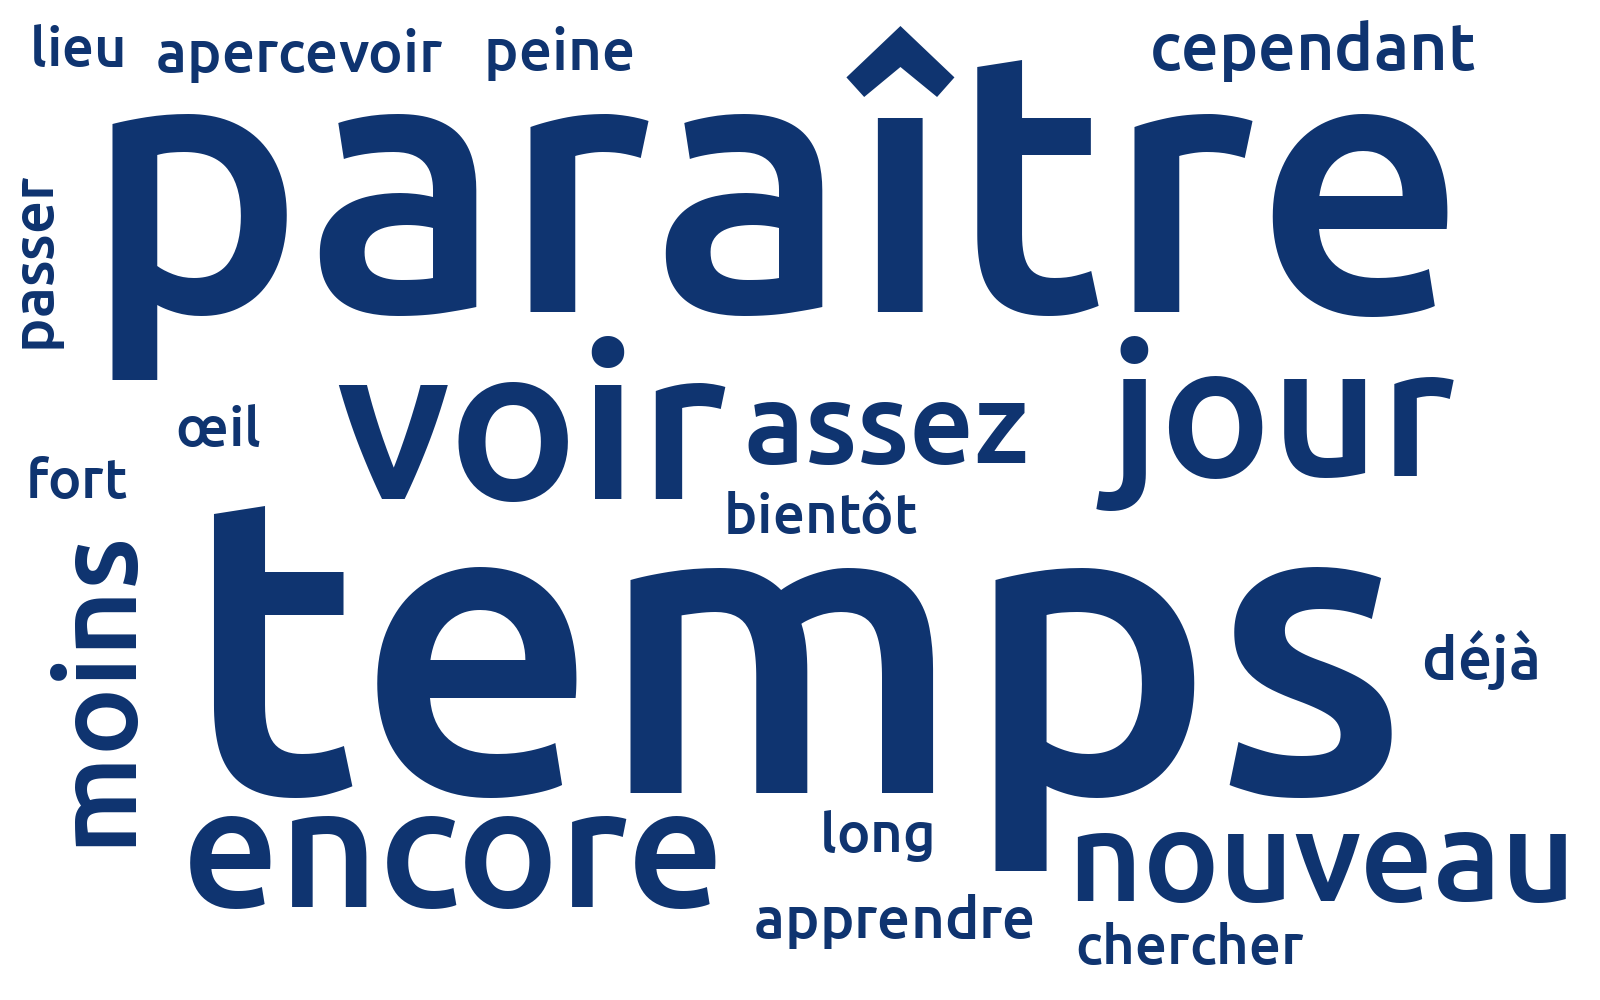 lieu apercevoir peine cependant
paraître
passer
voir assez jour
œil
fort
bientôt
moins
temps
déjà
encore
long
nouveau
apprendre
chercher